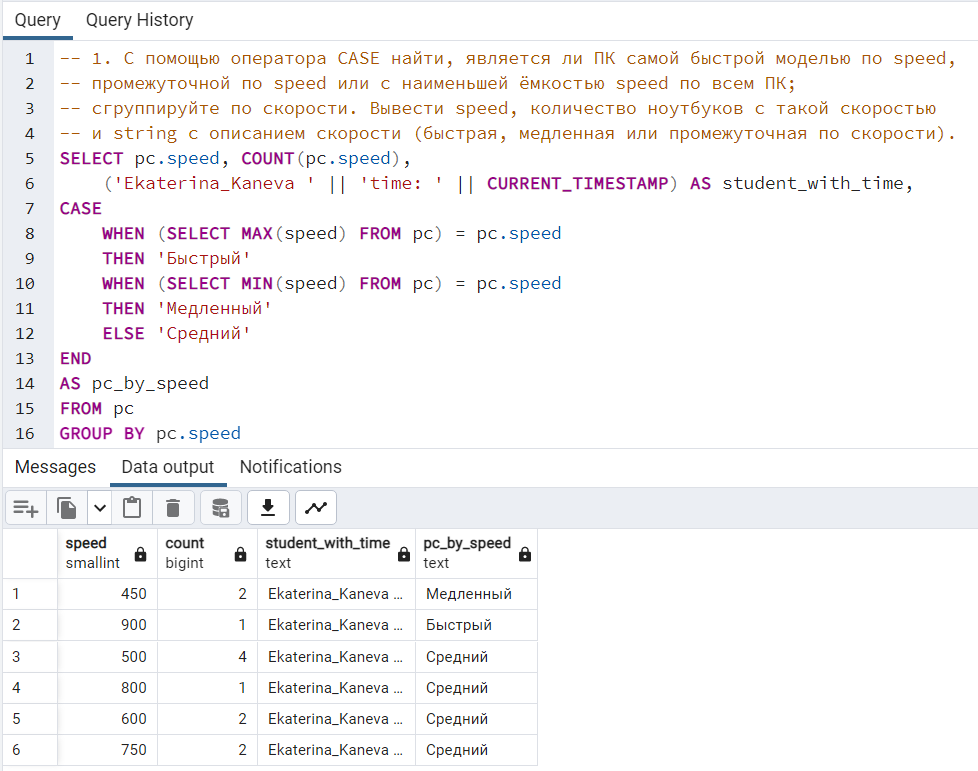 Query Query History
1 -- 1. С помощью оператора CASE найти, является ли ПК самой быстрой моделью по speed,
2 -- промежуточной по speed или с наименьшей ёмкостью speed по всем ПК;
3 -- сгруппируйте по скорости. Вывести speed, количество ноутбуков с такой скоростью
4 -- и string с описанием скорости (быстрая, медленная или промежуточная по скорости).
5 SELECT pc.speed, COUNT(pc.speed),
6 ('Ekaterina_Kaneva ' || 'time: ' || CURRENT_TIMESTAMP) AS student_with_time,
7 CASE
8 WHEN (SELECT MAX(speed) FROM pc) = pc.speed
9 THEN 'Быстрый'
10 WHEN (SELECT MIN(speed) FROM pc) = pc.speed
11 THEN 'Медленный'
12 ELSE 'Средний'
13 END
14 AS pc_by_speed
15 FROM pc
16 GROUP BY pc.speed
Messages Data output Notifications
speed count student_with_time pc_by_speed
smallint bigint text text
1 450 2 Ekaterina_Kaneva ... Медленный
2 900 1 Ekaterina_Kaneva ... Быстрый
3 500 4 Ekaterina_Kaneva ... Средний
4 800 1 Ekaterina_Kaneva ... Средний
5 600 2 Ekaterina_Kaneva ... Средний
6 750 2 Ekaterina_Kaneva ... Средний